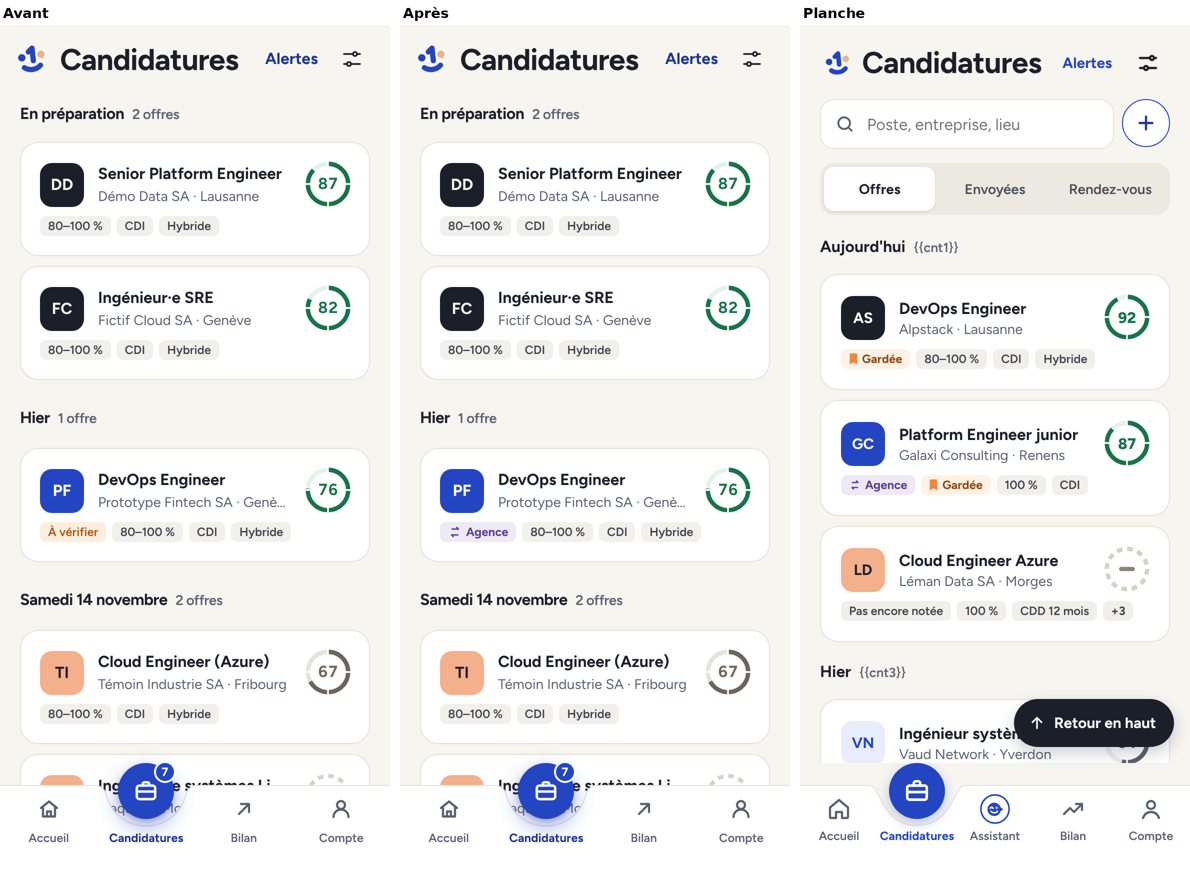 Avant
Candidatures Alertes
En préparation 2 offres
DD Senior Platform Engineer 87
Démo Data SA · Lausanne
80–100 % CDI Hybride
FC Ingénieur·e SRE 82
Fictif Cloud SA · Genève
80–100 % CDI Hybride
Hier 1 offre
PF DevOps Engineer 76
Prototype Fintech SA · Genè...
À vérifier 80–100 % CDI Hybride
Samedi 14 novembre 2 offres
TI Cloud Engineer (Azure) 67
Témoin Industrie SA · Fribourg
80–100 % CDI Hybride
7
Accueil Candidatures Bilan Compte
Après
Candidatures Alertes
En préparation 2 offres
DD Senior Platform Engineer 87
Démo Data SA · Lausanne
80–100 % CDI Hybride
FC Ingénieur·e SRE 82
Fictif Cloud SA · Genève
80–100 % CDI Hybride
Hier 1 offre
PF DevOps Engineer 76
Prototype Fintech SA · Genè...
Agence 80–100 % CDI Hybride
Samedi 14 novembre 2 offres
TI Cloud Engineer (Azure) 67
Témoin Industrie SA · Fribourg
80–100 % CDI Hybride
7
Accueil Candidatures Bilan Compte
Planche
Candidatures Alertes
Poste, entreprise, lieu
Offres Envoyées Rendez-vous
Aujourd'hui {{cnt1}}
AS DevOps Engineer 92
Alpstack · Lausanne
Gardée 80–100 % CDI Hybride
GC Platform Engineer junior 87
Galaxi Consulting · Renens
Agence Gardée 100 % CDI
LD Cloud Engineer Azure
Léman Data SA · Morges
Pas encore notée 100 % CDD 12 mois +3
Hier {{cnt3}}
Retour en haut
VN Ingénieur
Vaud Network · Yverdon
Accueil Candidatures Assistant Bilan Compte